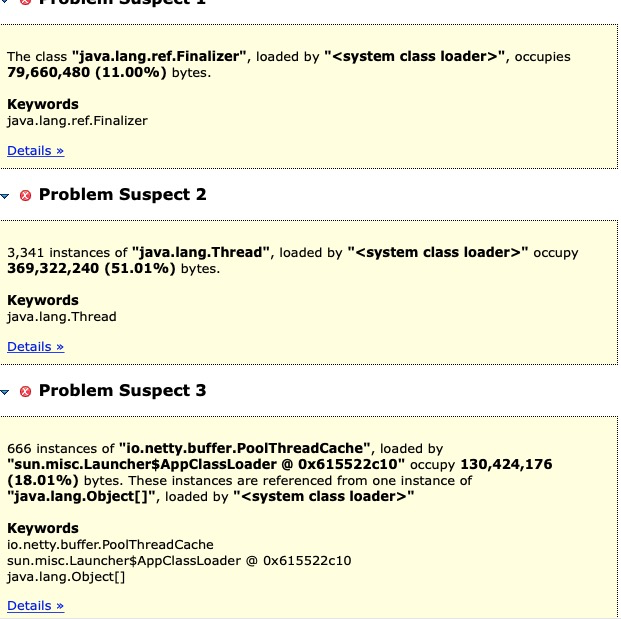 Problem Suspect 1
The class "java.lang.ref.Finalizer", loaded by "<system class loader>", occupies
79,660,480 (11.00%) bytes.
Keywords
java.lang.ref.Finalizer
Details »
Problem Suspect 2
3,341 instances of "java.lang.Thread", loaded by "<system class loader>" occupy
369,322,240 (51.01%) bytes.
Keywords
java.lang.Thread
Details »
Problem Suspect 3
666 instances of "io.netty.buffer.PoolThreadCache", loaded by
"sun.misc.Launcher$AppClassLoader @ 0x615522c10" occupy 130,424,176
(18.01%) bytes. These instances are referenced from one instance of
"java.lang.Object[]", loaded by "<system class loader>"
Keywords
io.netty.buffer.PoolThreadCache
sun.misc.Launcher$AppClassLoader @ 0x615522c10
java.lang.Object[]
Details »